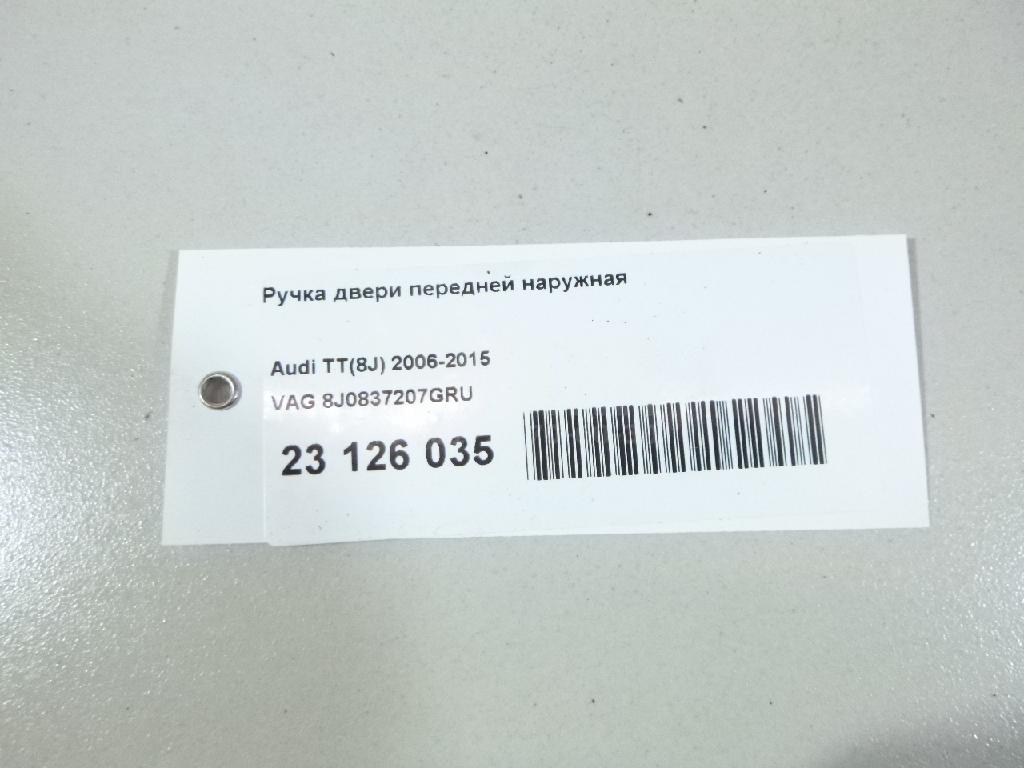 Ручка двери передней наружная
Audi TT(8J) 2006-2015
VAG 8J0837207GRU
23 126 035